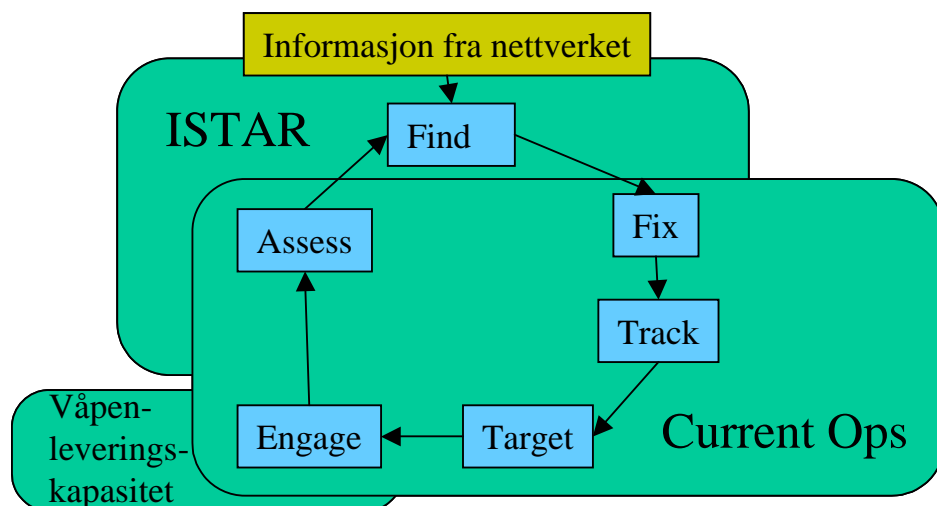 Informasjon fra nettverket
ISTAR
Find
Assess
Fix
Track
Våpen-
leverings-
kapasitet
Engage
Target
Current Ops